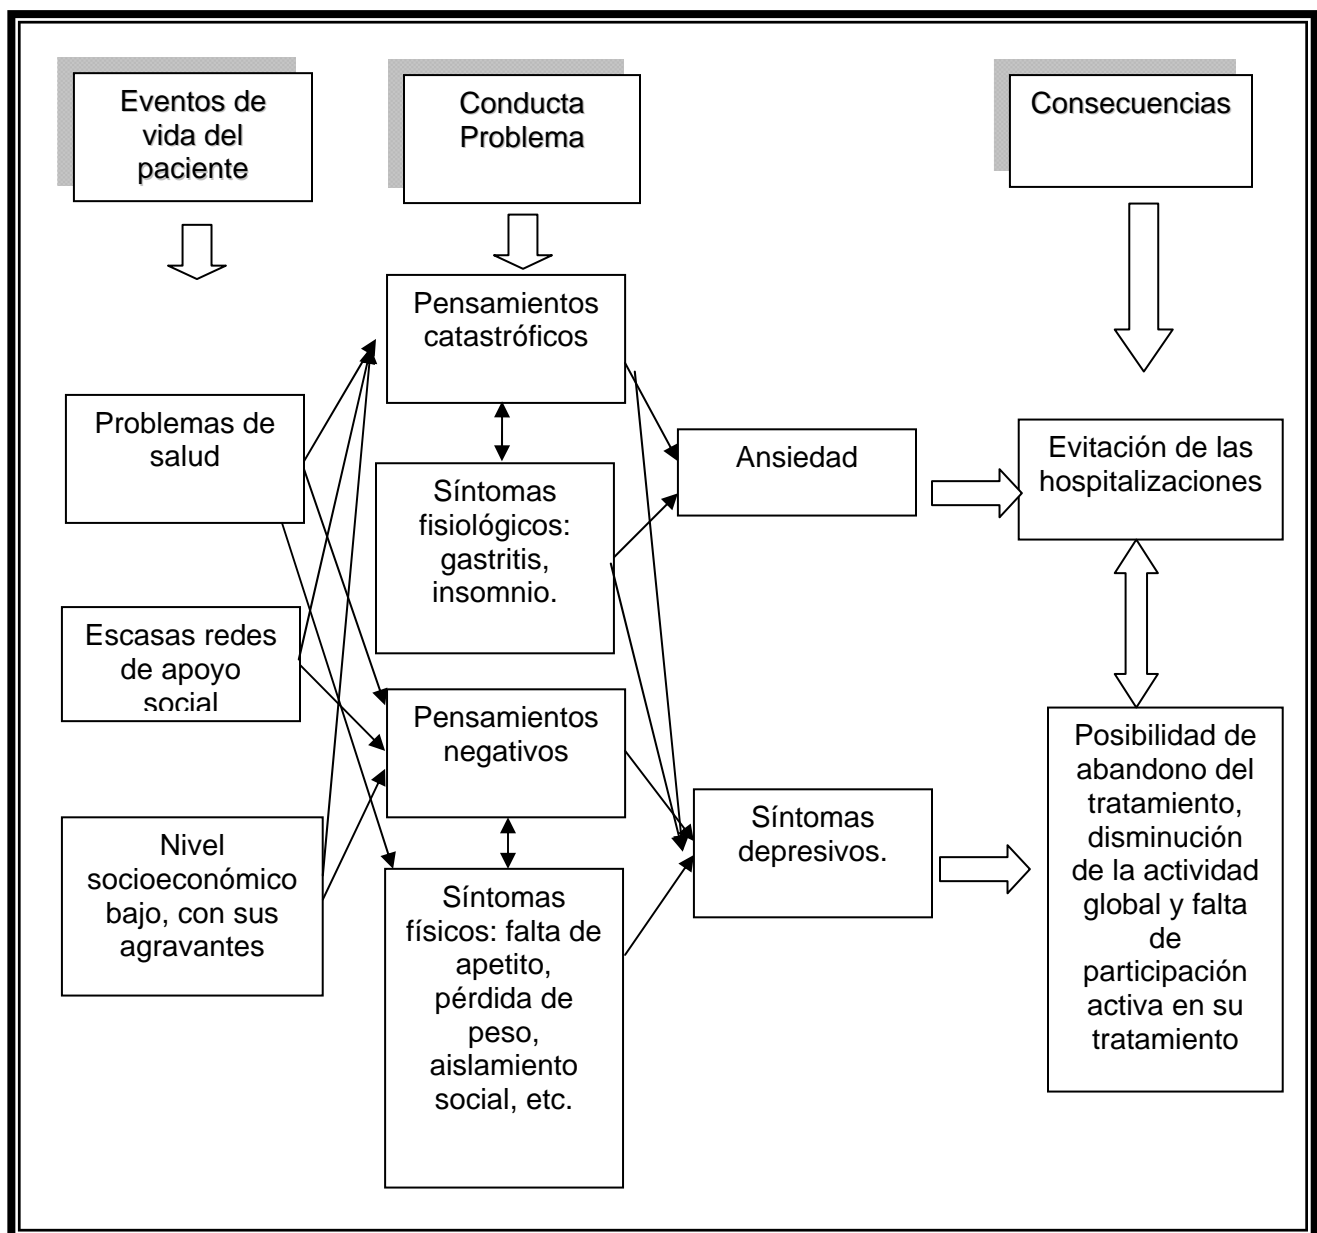 Eventos de
vida del
paciente
Conducta
Problema
Consecuencias
Pensamientos
catastróficos
Problemas de
salud
Síntomas
fisiológicos:
gastritis,
insomnio.
Ansiedad
Evitación de las
hospitalizaciones
Escasas redes
de apoyo
social
Pensamientos
negativos
Nivel
socioeconómico
bajo, con sus
agravantes
Síntomas
físicos: falta de
apetito,
pérdida de
peso,
aislamiento
social, etc.
Síntomas
depresivos.
Posibilidad de
abandono del
tratamiento,
disminución
de la actividad
global y falta
de
participación
activa en su
tratamiento